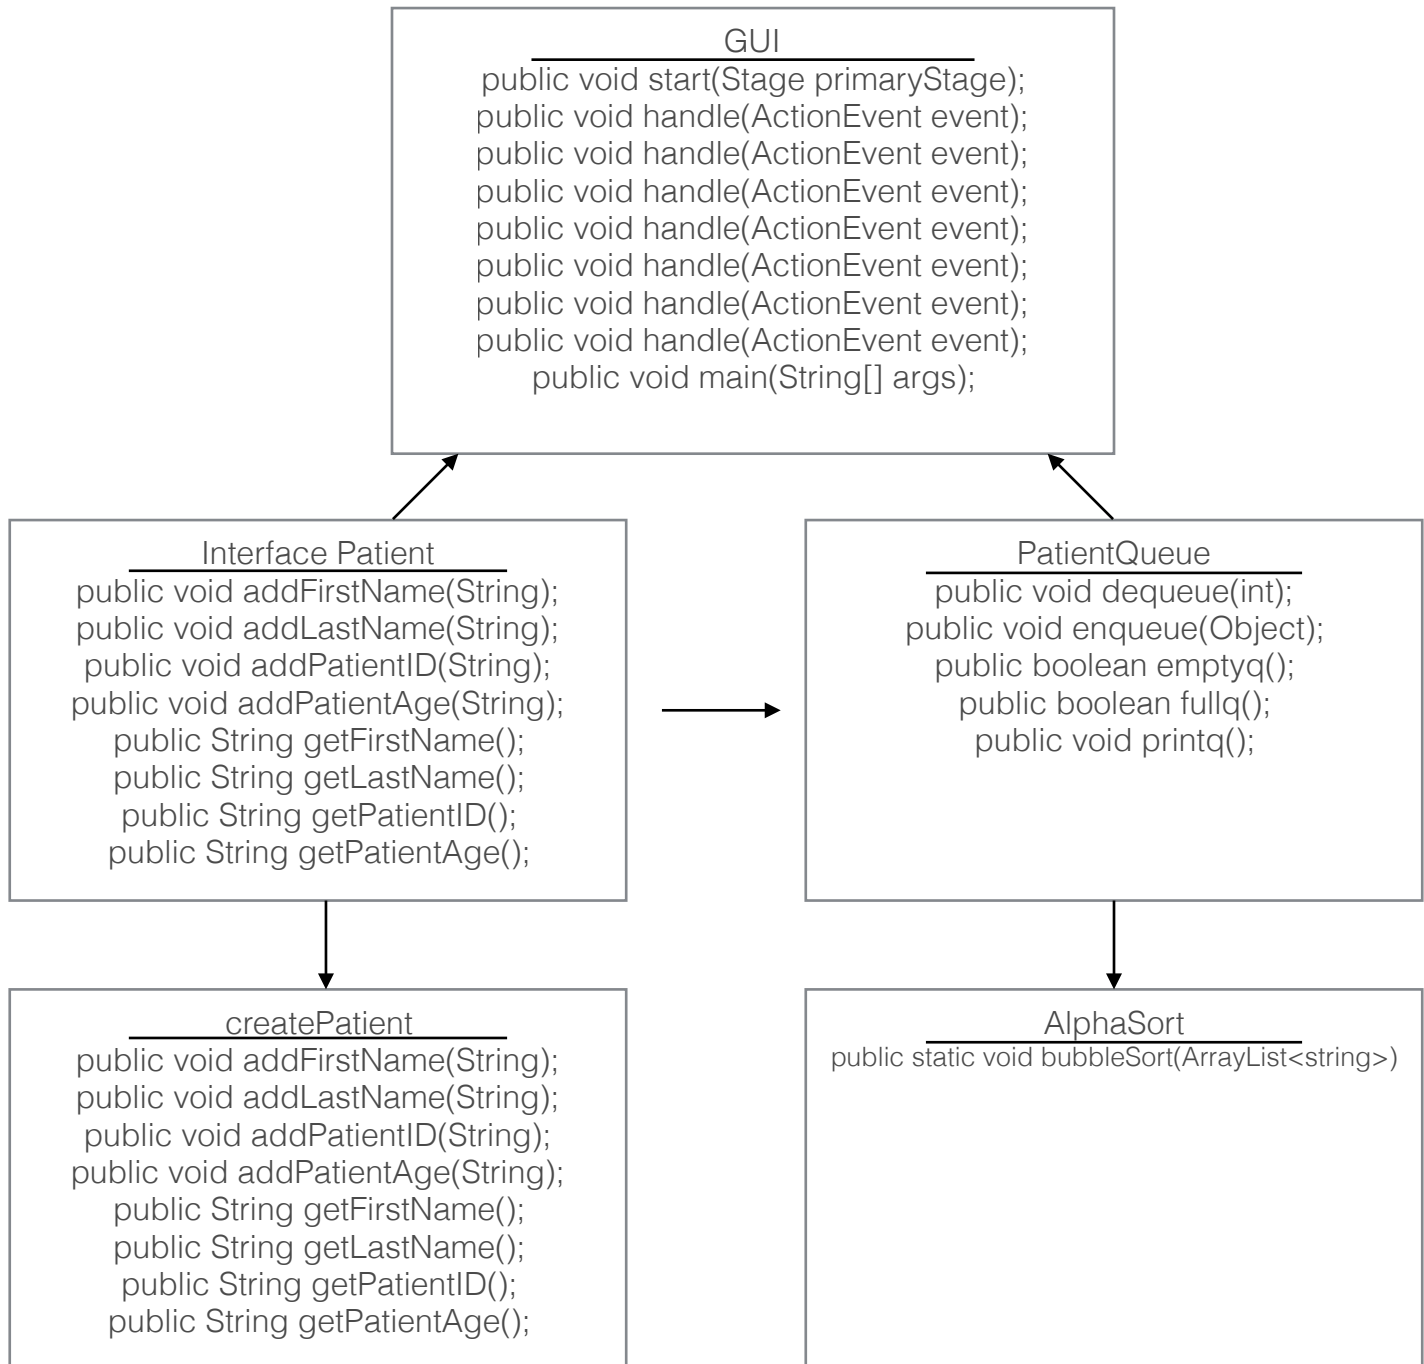 GUI
public void start(Stage primaryStage);
public void handle(ActionEvent event);
public void handle(ActionEvent event);
public void handle(ActionEvent event);
public void handle(ActionEvent event);
public void handle(ActionEvent event);
public void handle(ActionEvent event);
public void handle(ActionEvent event);
public void main(String[] args);
Interface Patient
public void addFirstName(String);
public void addLastName(String);
public void addPatientID(String);
public void addPatientAge(String);
public String getFirstName();
public String getLastName();
public String getPatientID();
public String getPatientAge();
PatientQueue
public void dequeue(int);
public void enqueue(Object);
public boolean emptyq();
public boolean fullq();
public void printq();
createPatient
public void addFirstName(String);
public void addLastName(String);
public void addPatientID(String);
public void addPatientAge(String);
public String getFirstName();
public String getLastName();
public String getPatientID();
public String getPatientAge();
AlphaSort
public static void bubbleSort(ArrayList<string>)